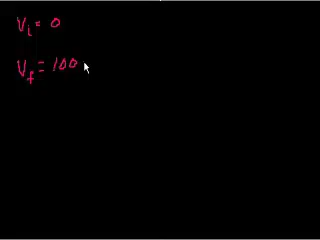 Vi = 0
Vf = 100